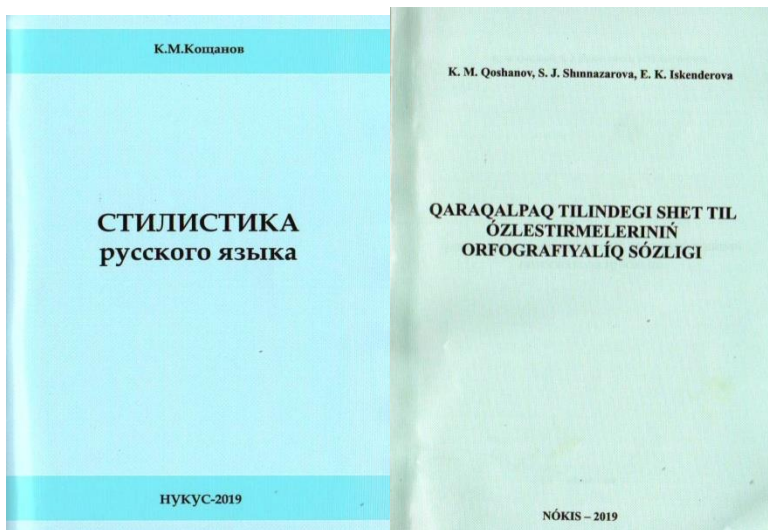 К.М.Кощанов
СТИЛИСТИКА
русского языка
НУКУС-2019
K. M. Qoshanov, S. J. Shınnazarova, E. K. Iskenderova
QARAQALPAQ TILINDEGI SHET TIL
ÓZLESTIRMELERINIŃ
ORFOGRAFIYALÍQ SÓZLIGI
NÓKIS – 2019